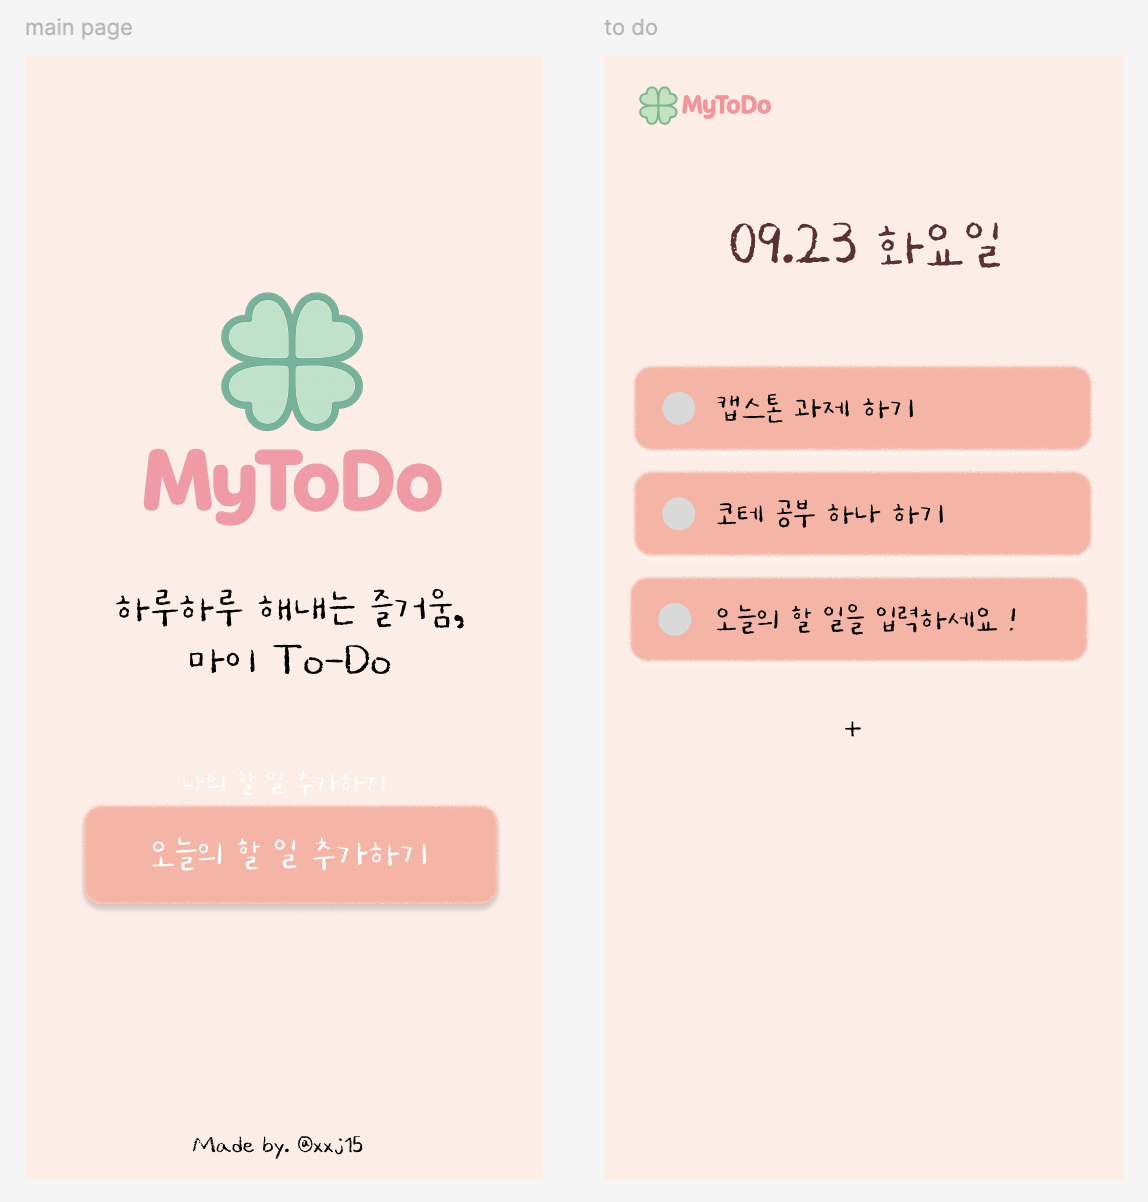 main page
MyToDo
하루하루 해내는 즐거움,
마이 To-Do
나의 할 일 추가하기
오늘의 할 일 추가하기
Made by. @xxj15
to do
MyToDo
09.23 화요일
캡스톤 과제 하기
코테 공부 하나 하기
오늘의 할 일을 입력하세요 !
+